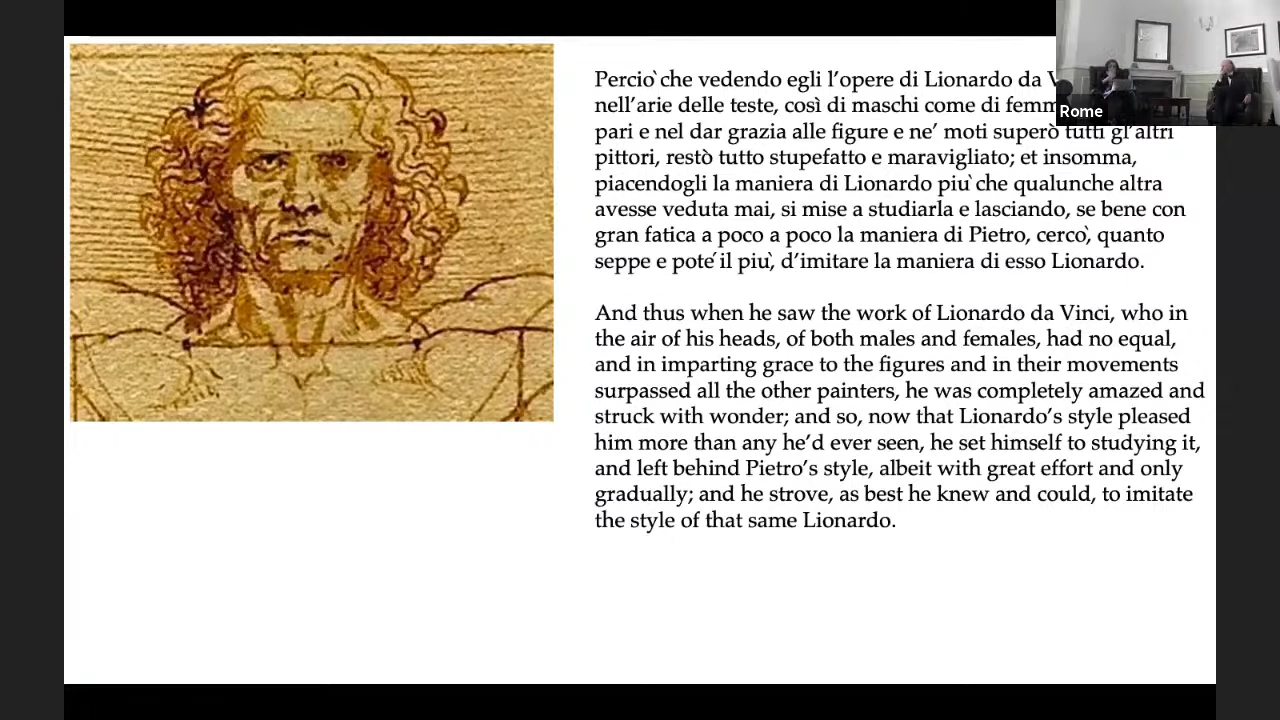 Percio` che vedendo egli l’opere di Lionardo da
nell’arie delle teste, così di maschi come di
pari e nel dar grazia alle figure e ne’ moti superò tutti gl’altri
pittori, restò tutto stupefatto e maravigliato; et insomma,
piacendogli la maniera di Lionardo piu` che qualunche altra
avesse veduta mai, si mise a studiarla e lasciando, se bene con
gran fatica a poco a poco la maniera di Pietro, cerco`, quanto
seppe e pote´ il piu`, d’imitare la maniera di esso Lionardo.
And thus when he saw the work of Lionardo da Vinci, who in
the air of his heads, of both males and females, had no equal,
and in imparting grace to the figures and in their movements
surpassed all the other painters, he was completely amazed and
struck with wonder; and so, now that Lionardo’s style pleased
him more than any he’d ever seen, he set himself to studying it,
and left behind Pietro’s style, albeit with great effort and only
gradually; and he strove, as best he knew and could, to imitate
the style of that same Lionardo.
Rome